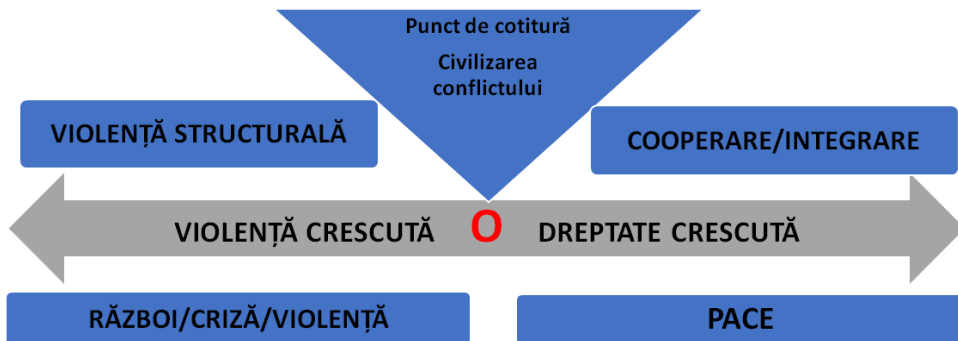 Punct de cotitură
Civilizarea
conflictului
VIOLENȚĂ STRUCTURALĂ
COOPERARE/INTEGRARE
VIOLENȚĂ CRESCUTĂ O DREPTATE CRESCUTĂ
RĂZBOI/CRIZĂ/VIOLENȚĂ
PACE